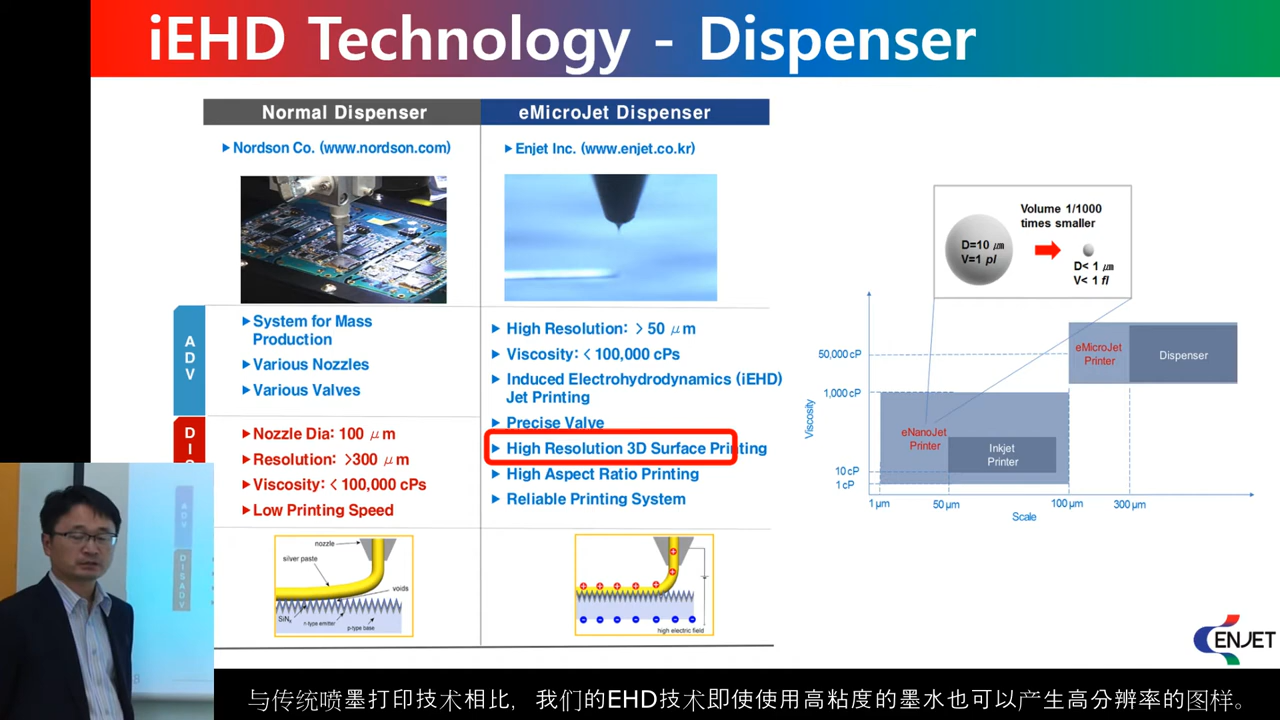 iEHD Technology - Dispenser
Normal Dispenser
eMicroJet Dispenser
▶Nordson Co. (www.nordson.com)
▶Enjet Inc. (www.enjet.co.kr)
ADV
▶System for Mass
Production
▶Various Nozzles
▶Various Valves
▶ High Resolution: > 50 μm
▶ Viscosity: < 100,000 cPs
▶ Induced Electrohydrodynamics (iEHD)
Jet Printing
▶ Precise Valve
▶ High Resolution 3D Surface Printing
▶ High Aspect Ratio Printing
▶ Reliable Printing System
DIS
▶Nozzle Dia: 100 μm
▶Resolution: >300 μm
▶Viscosity: < 100,000 cPs
▶Low Printing Speed
nozzle
silver paste
voids
SiNx
n-type emitter
p-type base
high electric field
Volume 1/1000
times smaller
D=10 μm
V=1 pl
D< 1 μm
V< 1 fl
Viscosity
50,000 cP
1,000 cP
10 cP
1 cP
eMicroJet
Printer
Dispenser
eNanoJet
Printer
Inkjet
Printer
1 μm
50 μm
100 μm
300 μm
Scale
ADV
DISADV
ENJET
与传统喷墨打印技术相比，我们的EHD技术即使使用高粘度的墨水也可以产生高分辨率的图样。